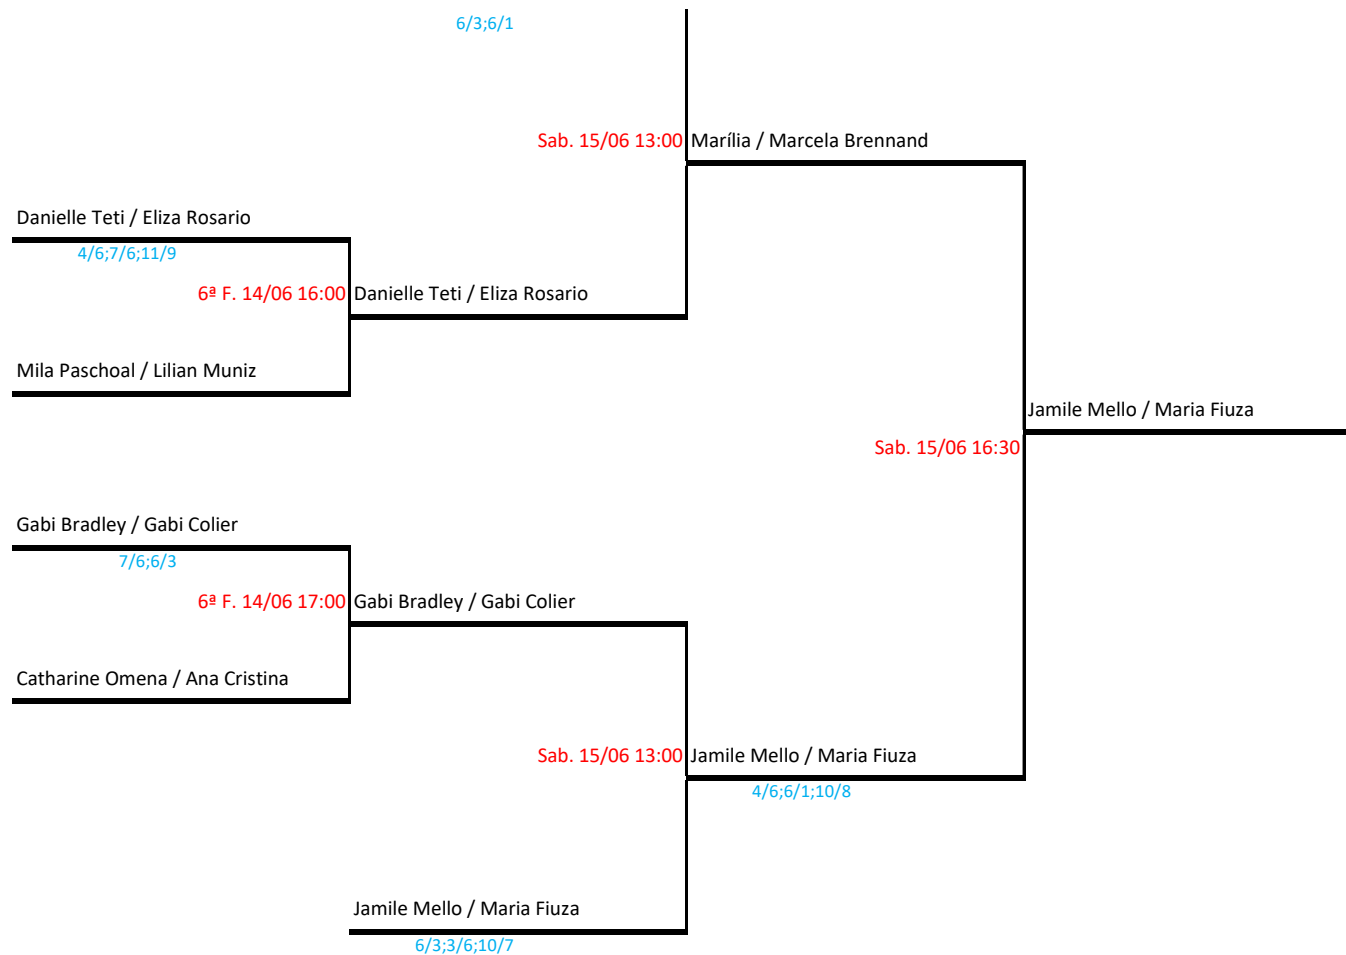 6/3;6/1
Sab. 15/06 13:00
Marília / Marcela Brennand
Danielle Teti / Eliza Rosario
4/6;7/6;11/9
6ª F. 14/06 16:00
Danielle Teti / Eliza Rosario
Mila Paschoal / Lilian Muniz
Jamile Mello / Maria Fiuza
Sab. 15/06 16:30
Gabi Bradley / Gabi Colier
7/6;6/3
6ª F. 14/06 17:00
Gabi Bradley / Gabi Colier
Catharine Omena / Ana Cristina
Sab. 15/06 13:00
Jamile Mello / Maria Fiuza
4/6;6/1;10/8
Jamile Mello / Maria Fiuza
6/3;3/6;10/7